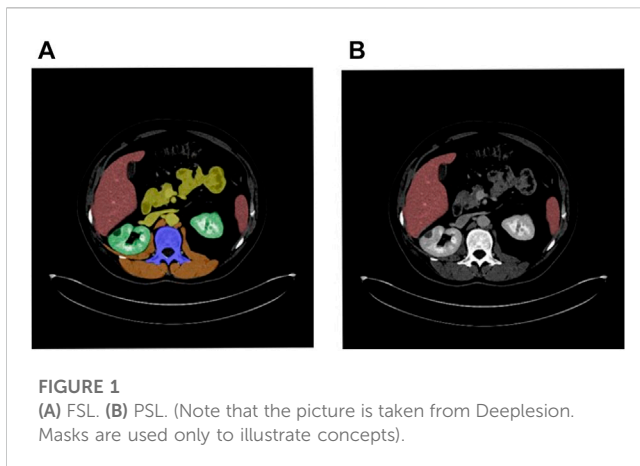 A
B
FIGURE 1
(A) FSL. (B) PSL. (Note that the picture is taken from Deeplesion.
Masks are used only to illustrate concepts).